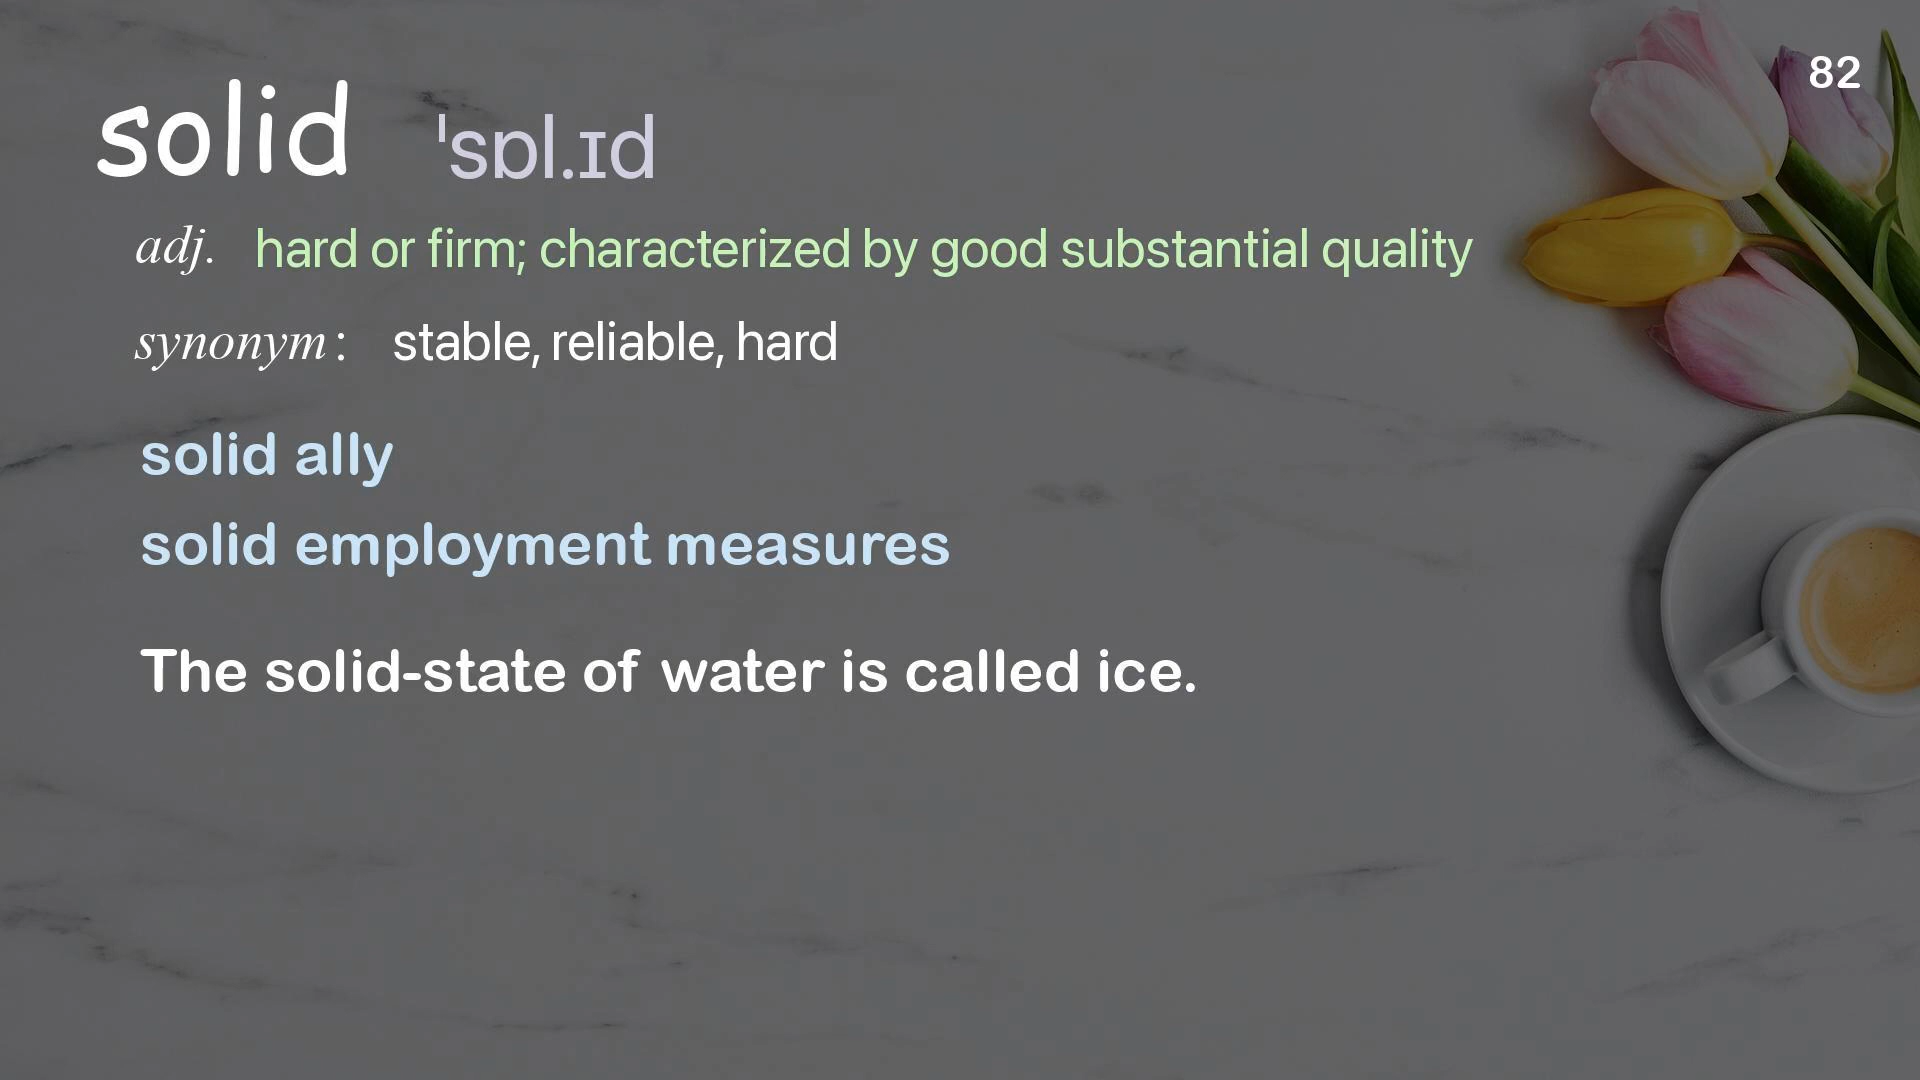 82
solid ˈsɒl.ɪd
adj. hard or firm; characterized by good substantial quality
synonym: stable, reliable, hard
solid ally
solid employment measures
The solid-state of water is called ice.